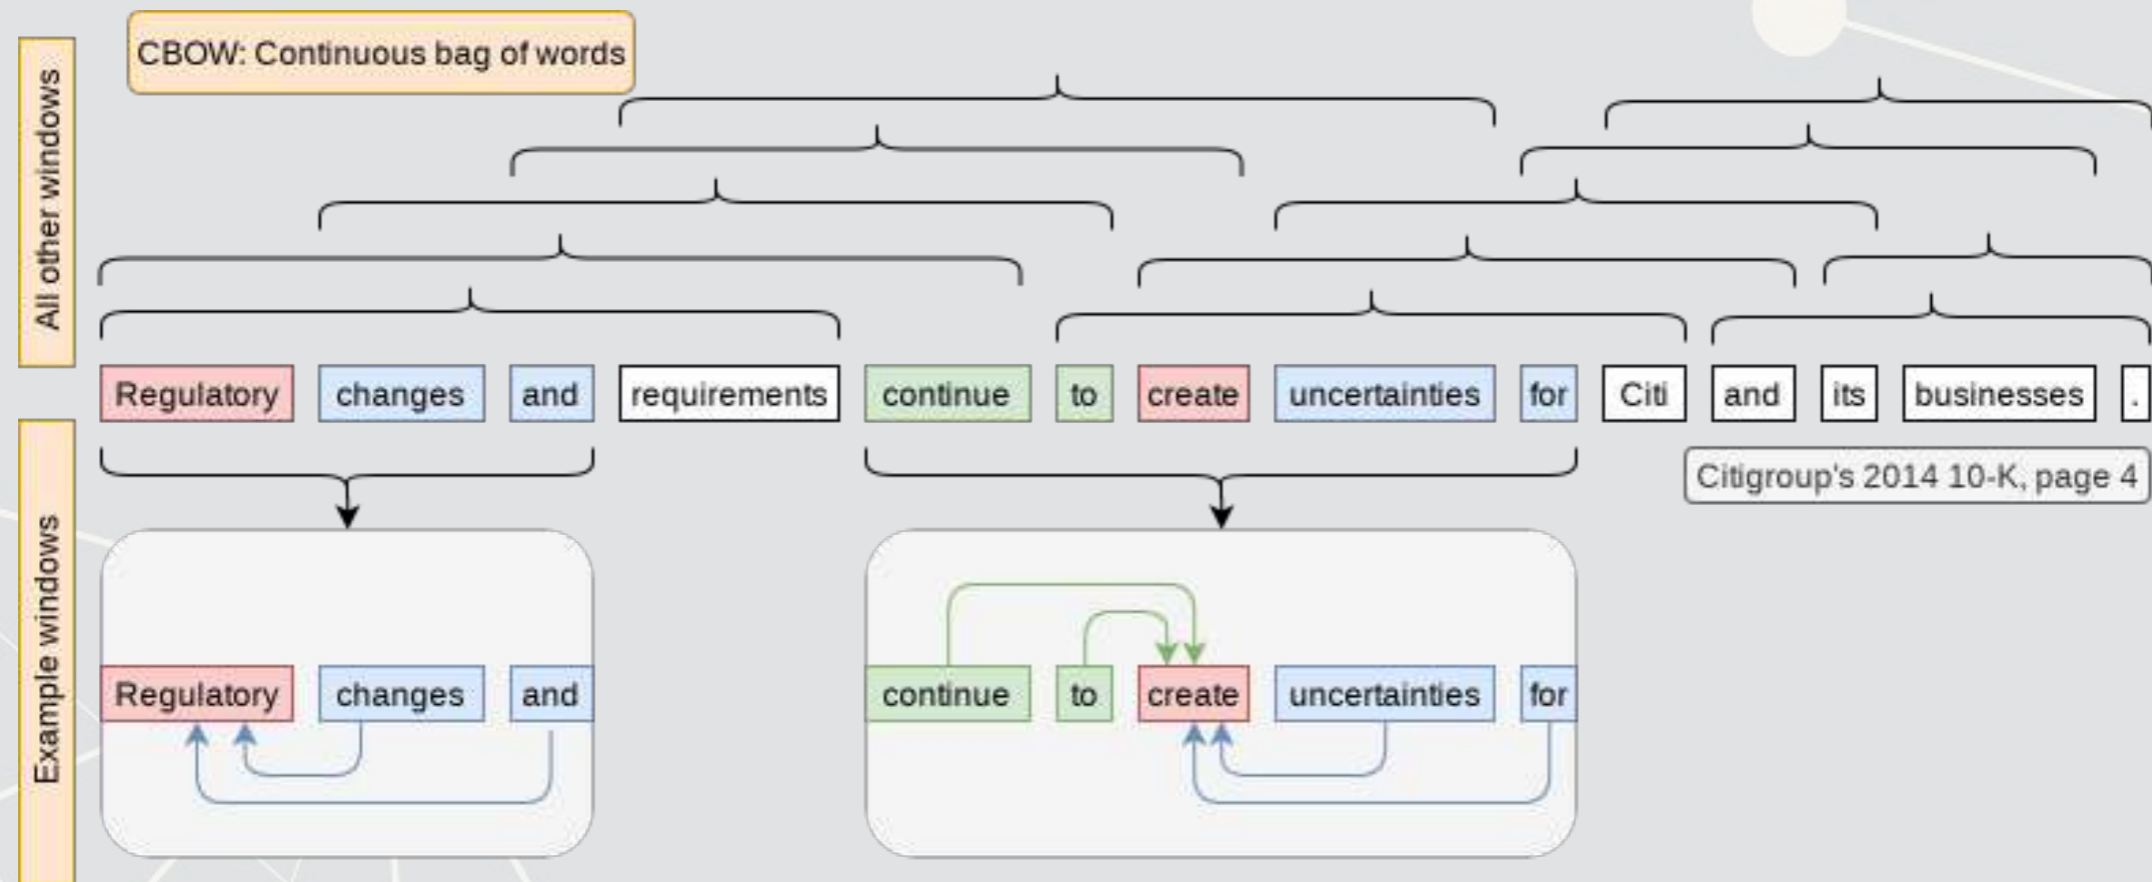 CBOW: Continuous bag of words
All other windows
Regulatory changes and requirements continue to create uncertainties for Citi and its businesses .
Citigroup's 2014 10-K, page 4
Example windows
Regulatory changes and
continue to create uncertainties for